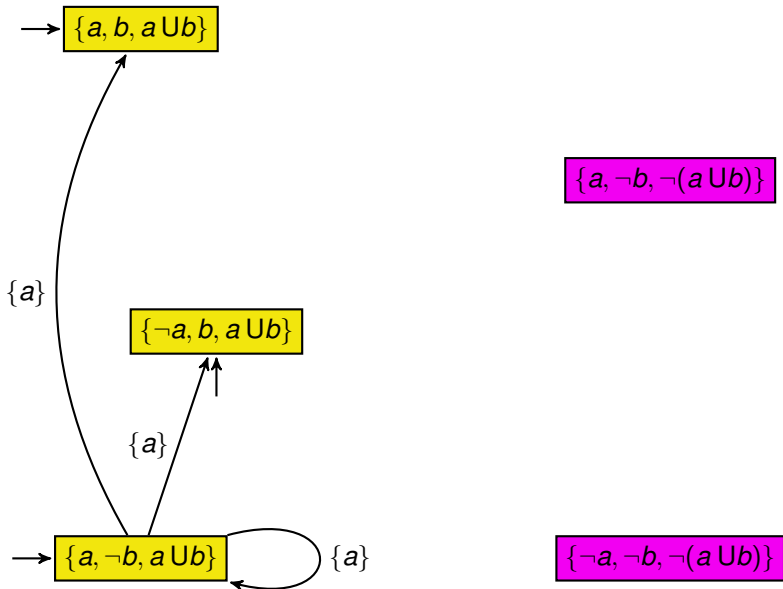 {a, b, a U b}
{a, ¬b, ¬(a U b)}
{a}
{¬a, b, a U b}
{a}
{a, ¬b, a U b}
{a}
{¬a, ¬b, ¬(a U b)}